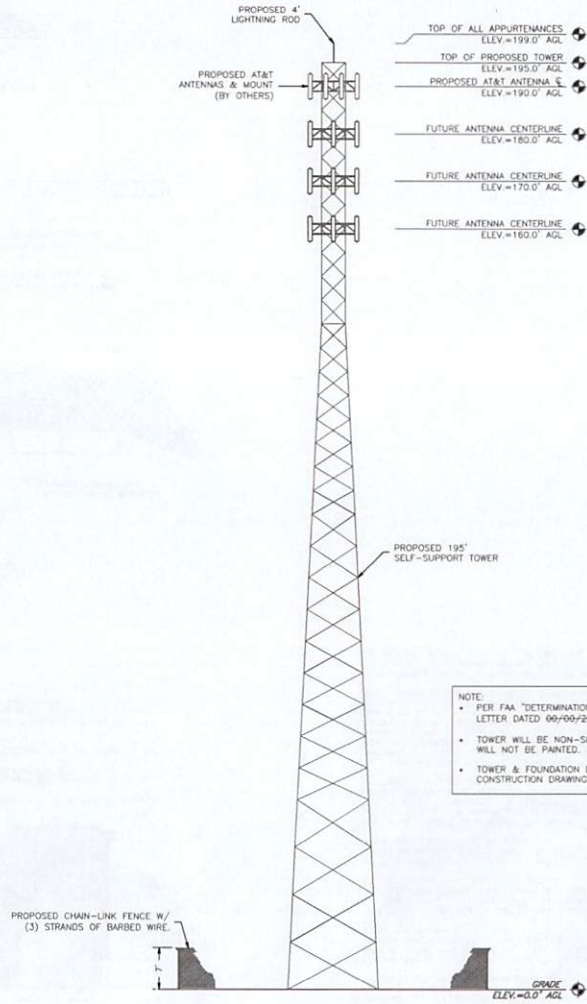 PROPOSED 4'
LIGHTNING ROD
TOP OF ALL APPURTENANCES
ELEV.=199.0' AGL
TOP OF PROPOSED TOWER
ELEV.=195.0' AGL
PROPOSED AT&T
ANTENNAS & MOUNT
(BY OTHERS)
PROPOSED AT&T ANTENNA ℄
ELEV.=190.0' AGL
FUTURE ANTENNA CENTERLINE
ELEV.=180.0' AGL
FUTURE ANTENNA CENTERLINE
ELEV.=170.0' AGL
FUTURE ANTENNA CENTERLINE
ELEV.=160.0' AGL
PROPOSED 195'
SELF-SUPPORT TOWER
NOTE:
• PER FAA "DETERMINATION
LETTER DATED 00/00/2
• TOWER WILL BE NON-S
WILL NOT BE PAINTED.
• TOWER & FOUNDATION
CONSTRUCTION DRAWING
PROPOSED CHAIN-LINK FENCE W/
(3) STRANDS OF BARBED WIRE.
7'
GRADE
ELEV.=0.0' AGL